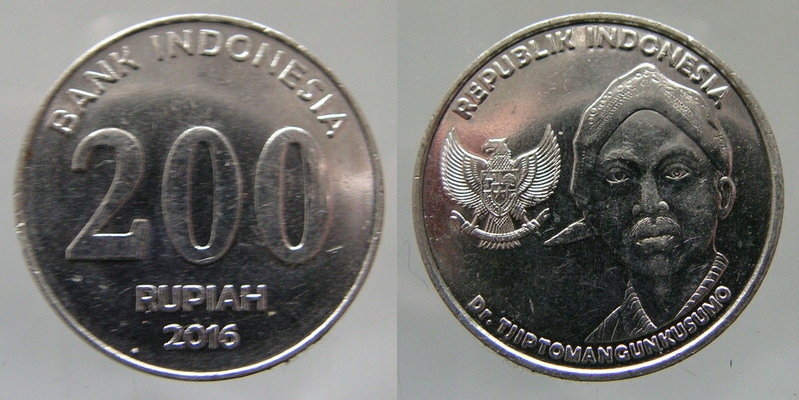 BANK INDONESIA
200
RUPIAH
2016
REPUBLIK INDONESIA
Dr. TJIPTOMANGUNKUSUMO